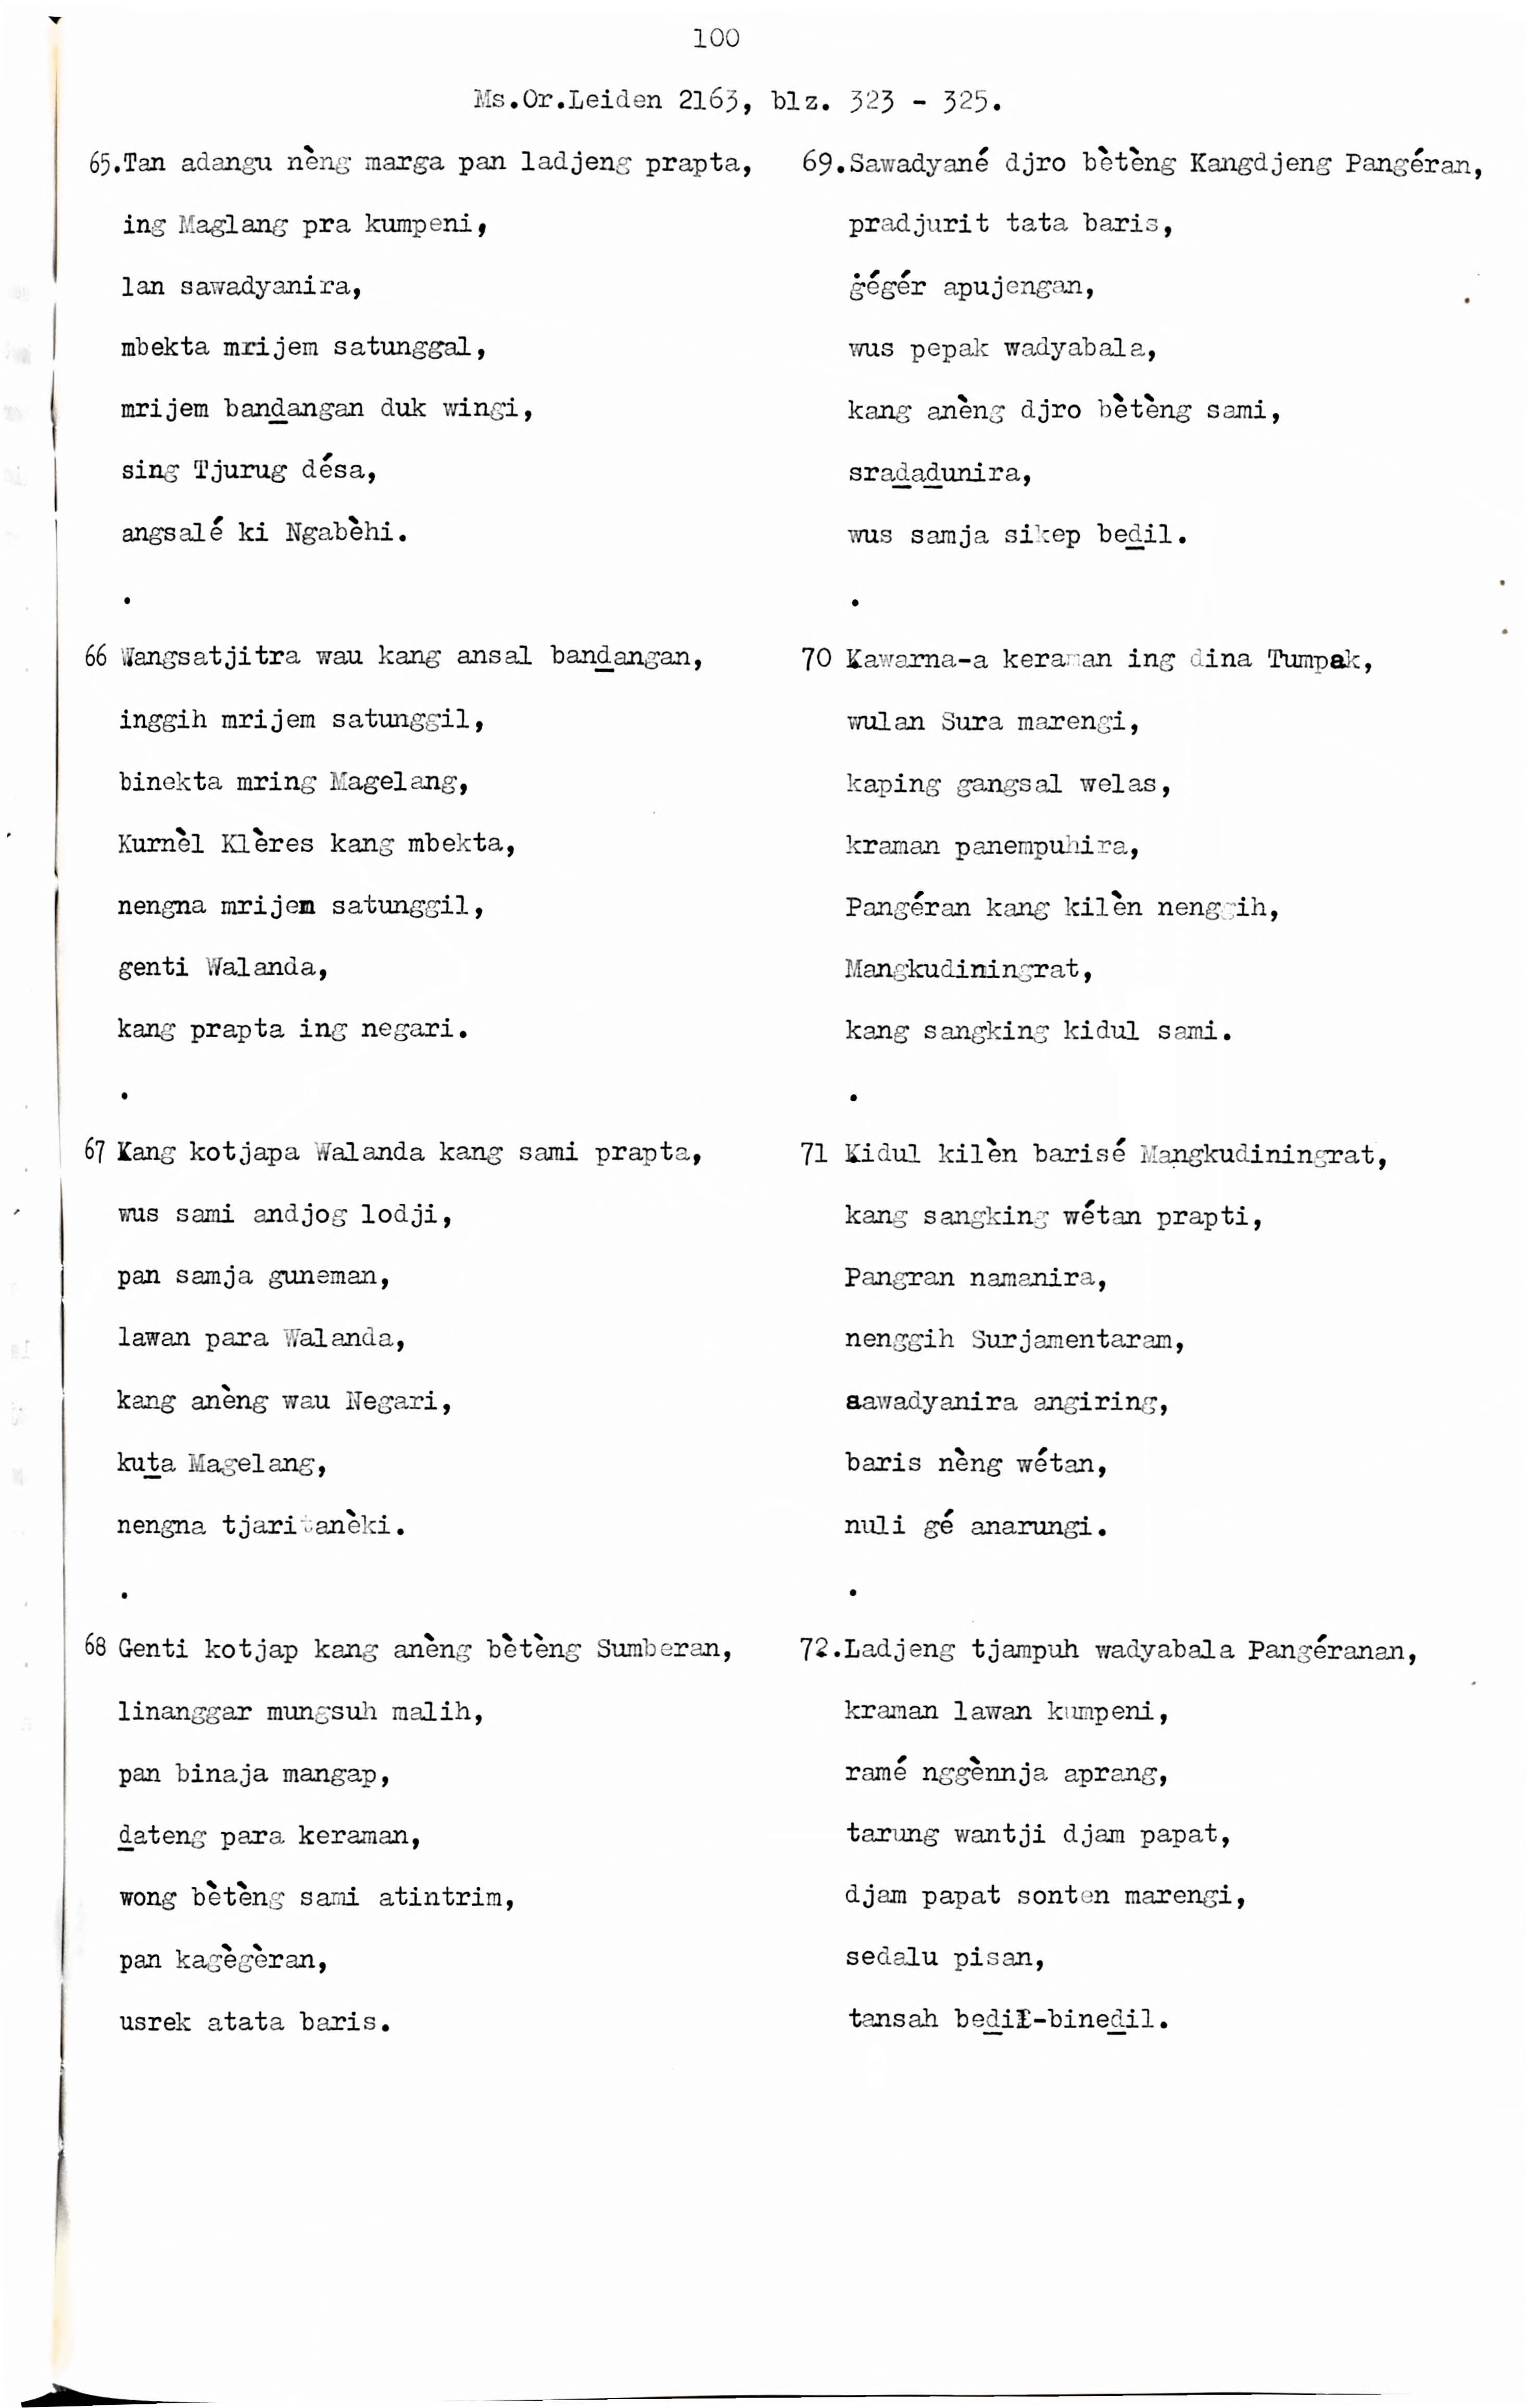 100
Ms.Or.Leiden 2163, blz. 323 - 325.
65.Tan adangu nèng marga pan ladjeng prapta,
ing Maglang pra kumpeni,
lan sawadyanira,
mbekta mrijem satunggal,
mrijem banḏangan duk wingi,
sing Tjurug désa,
angsalé ki Ngabèhi.
.
66 Wangsatjitra wau kang ansal banḏangan,
inggih mrijem satunggil,
binekta mring Magelang,
Kurnèl Klères kang mbekta,
nengna mrijem satunggil,
genti Walanda,
kang prapta ing negari.
.
67 Kang kotjapa Walanda kang sami prapta,
wus sami andjog lodji,
pan samja guneman,
lawan para Walanda,
kang anèng wau Negari,
kuṯa Magelang,
nengna tjaritanèki.
.
68 Genti kotjap kang anèng bètèng Sumberan,
linanggar mungsuh malih,
pan binaja mangap,
ḏateng para keraman,
wong bètèng sami atintrim,
pan kagègèran,
usrek atata baris.
69.Sawadyané djro bètèng Kangdjeng Pangéran,
pradjurit tata baris,
gégér apujengan,
wus pepak wadyabala,
kang anèng djro bètèng sami,
sraḏaḏunira,
wus samja sikep beḏil.
.
70 Kawarna-a keraman ing dina Tumpak,
wulan Sura marengi,
kaping gangsal welas,
kraman panempuhira,
Pangéran kang kilèn nenggih,
Mangkudiningrat,
kang sangking kidul sami.
.
71 Kidul kilèn barisé Mangkudiningrat,
kang sangking wétan prapti,
Pangran namanira,
nenggih Surjamentaram,
aawadyanira angiring,
baris nèng wétan,
nuli gé anarungi.
.
72.Ladjeng tjampuh wadyabala Pangéranan,
kraman lawan kumpeni,
ramé nggènnja aprang,
tarung wantji djam papat,
djam papat sonten marengi,
sedalu pisan,
tansah beḏil-bineḏil.